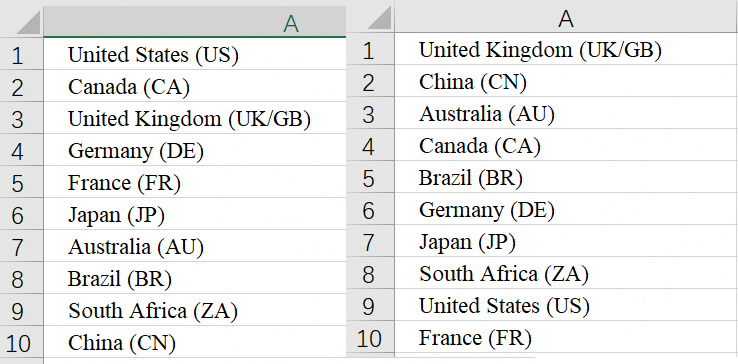 A
1 United States (US)
2 Canada (CA)
3 United Kingdom (UK/GB)
4 Germany (DE)
5 France (FR)
6 Japan (JP)
7 Australia (AU)
8 Brazil (BR)
9 South Africa (ZA)
10 China (CN)
A
1 United Kingdom (UK/GB)
2 China (CN)
3 Australia (AU)
4 Canada (CA)
5 Brazil (BR)
6 Germany (DE)
7 Japan (JP)
8 South Africa (ZA)
9 United States (US)
10 France (FR)